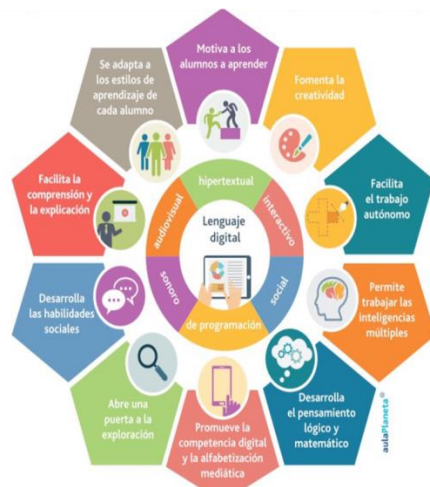 Motiva a los
alumnos a aprender
Fomenta la
creatividad
Facilita
el trabajo
autónomo
Permite
trabajar las
inteligencias
múltiples
Desarrolla
el pensamiento
lógico y
matemático
Promueve la
competencia digital
y la alfabetización
mediática
Abre una
puerta a la
exploración
Desarrolla
las habilidades
sociales
Facilita la
comprensión y
la explicación
Se adapta a
los estilos de
aprendizaje de
cada alumno
hipertextual
interactivo
social
de programación
sonoro
audiovisual
Lenguaje
digital
aulaPlaneta